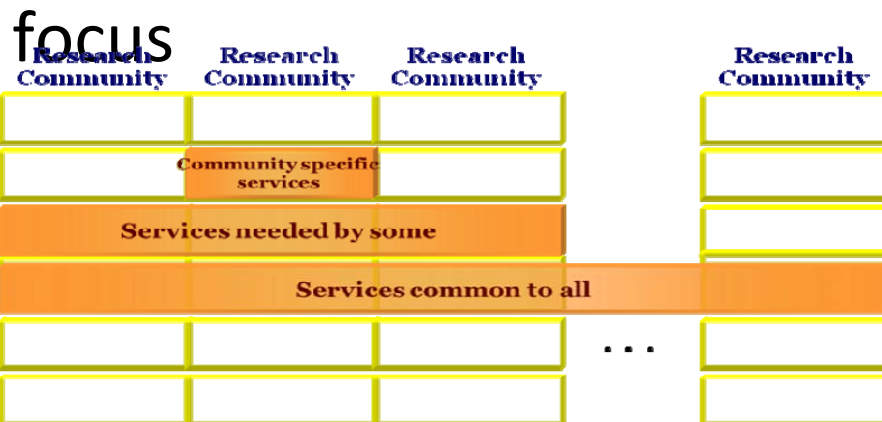 focus
Research Research Research Research
Community Community Community Community
Community specific
services
Services needed by some
Services common to all
...